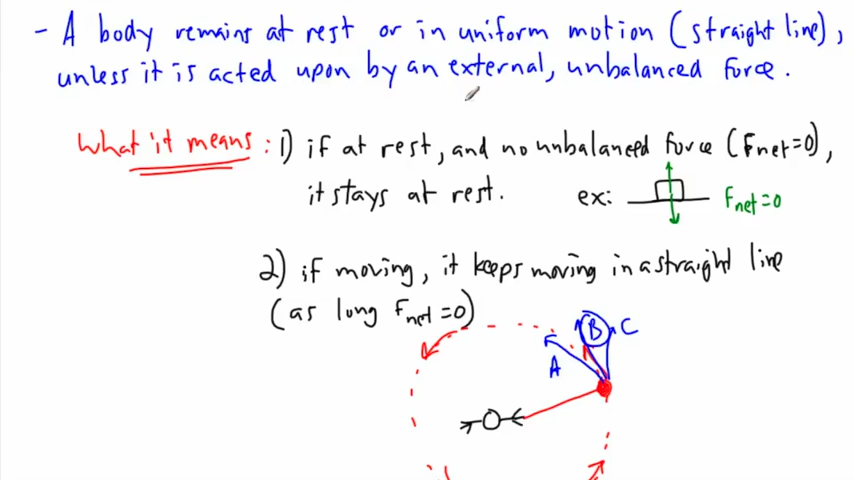 - A body remains at rest or in uniform motion (straight line),
unless it is acted upon by an external, unbalanced force.
What it means: 1) if at rest, and no unbalanced force (Fnet=0),
it stays at rest. ex: Fnet=0
2) if moving, it keeps moving in a straight line
(as long Fnet=0)
B C
A